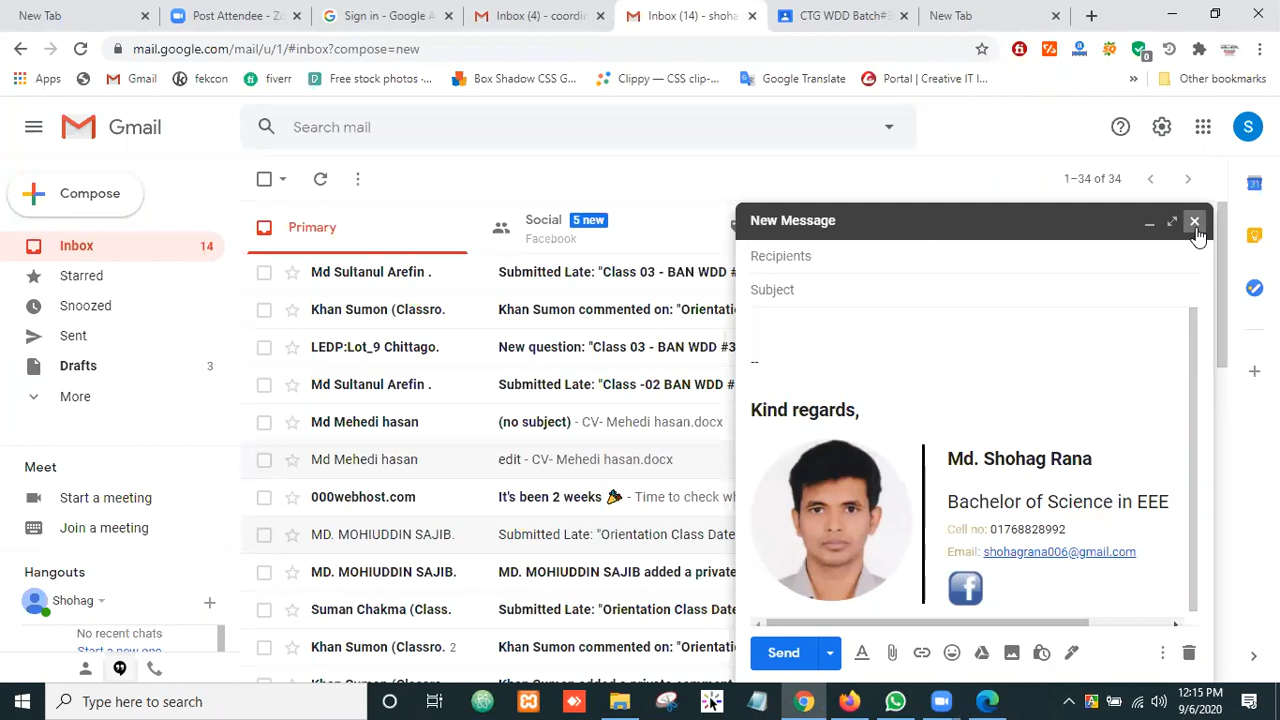 New Tab
Post Attendee - Zo
Sign in - Google A
Inbox (4) - coordi
Inbox (14) - shoha
CTG WDD Batch#3
New Tab
mail.google.com/mail/u/1/#inbox?compose=new
0
Apps
Gmail
fekcon
fiverr
Free stock photos -...
Box Shadow CSS G...
Clippy — CSS clip-...
Google Translate
Portal | Creative IT I...
Other bookmarks
Gmail
Search mail
S
Compose
1–34 of 34
Inbox 14
Starred
Snoozed
Sent
Drafts 3
More
Meet
Start a meeting
Join a meeting
Hangouts
Shohag
No recent chats
Start a new one
Primary
Social 5 new
Facebook
Md Sultanul Arefin . Submitted Late: "Class 03 - BAN WDD #
Khan Sumon (Classro. Khan Sumon commented on: "Orientati
LEDP:Lot_9 Chittago. New question: "Class 03 - BAN WDD #3
Md Sultanul Arefin . Submitted Late: "Class -02 BAN WDD #
Md Mehedi hasan (no subject) - CV- Mehedi hasan.docx
Md Mehedi hasan edit - CV- Mehedi hasan.docx
000webhost.com It's been 2 weeks 🎉 - Time to check w
MD. MOHIUDDIN SAJIB. Submitted Late: "Orientation Class Date
MD. MOHIUDDIN SAJIB. MD. MOHIUDDIN SAJIB added a private
Suman Chakma (Class. Submitted Late: "Orientation Class Date
Khan Sumon (Classro. 2 Khan Sumon commented on: "Orientati
New Message
Recipients
Subject
--
Kind regards,
Md. Shohag Rana
Bachelor of Science in EEE
Cell no: 01768828992
Email: shohagrana006@gmail.com
Send
Type here to search
12:15 PM
9/6/2020